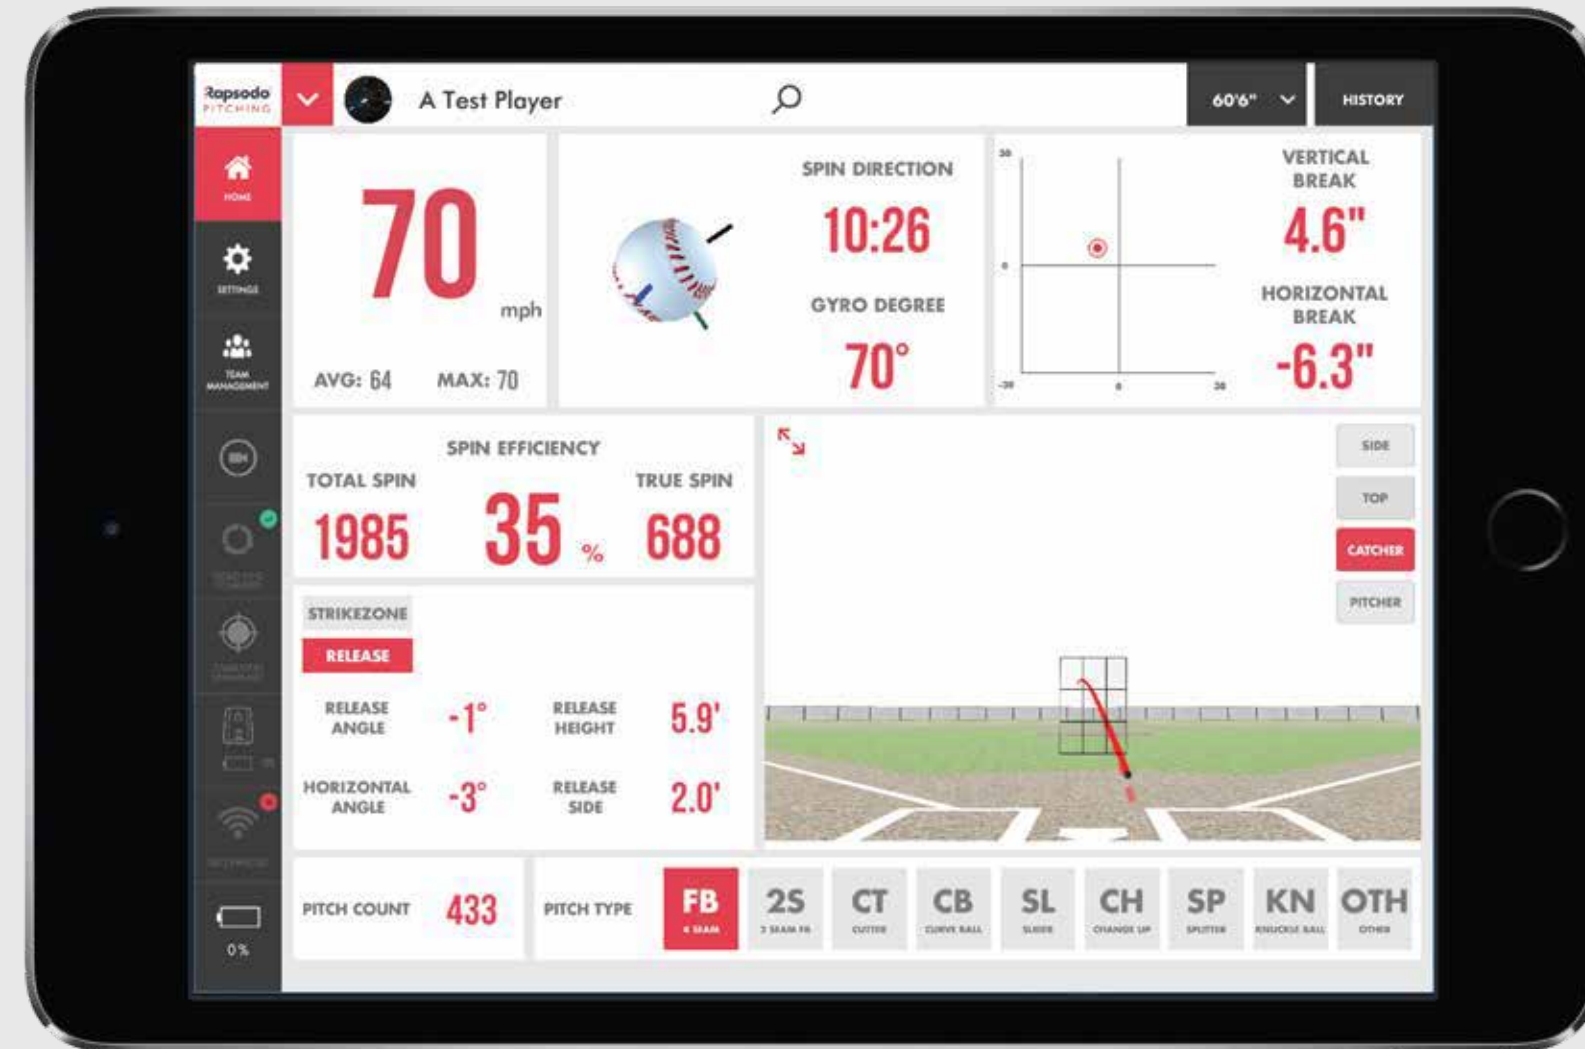 Rapsodo
PITCHING
A Test Player
60'6"
HISTORY
HOME
SETTINGS
TEAM
MANAGEMENT
0%
70
mph
AVG: 64 MAX: 70
SPIN DIRECTION
10:26
GYRO DEGREE
70°
30
0
-30
0
30
VERTICAL
BREAK
4.6"
HORIZONTAL
BREAK
-6.3"
SPIN EFFICIENCY
TOTAL SPIN
TRUE SPIN
1985
35 %
688
SIDE
TOP
CATCHER
PITCHER
STRIKEZONE
RELEASE
RELEASE
ANGLE
-1°
RELEASE
HEIGHT
5.9'
HORIZONTAL
ANGLE
-3°
RELEASE
SIDE
2.0'
PITCH COUNT
433
PITCH TYPE
FB
4 SEAM
2S
2 SEAM FB
CT
CUTTER
CB
CURVE BALL
SL
SLIDER
CH
CHANGE UP
SP
SPLITTER
KN
KNUCKLE BALL
OTH
OTHER